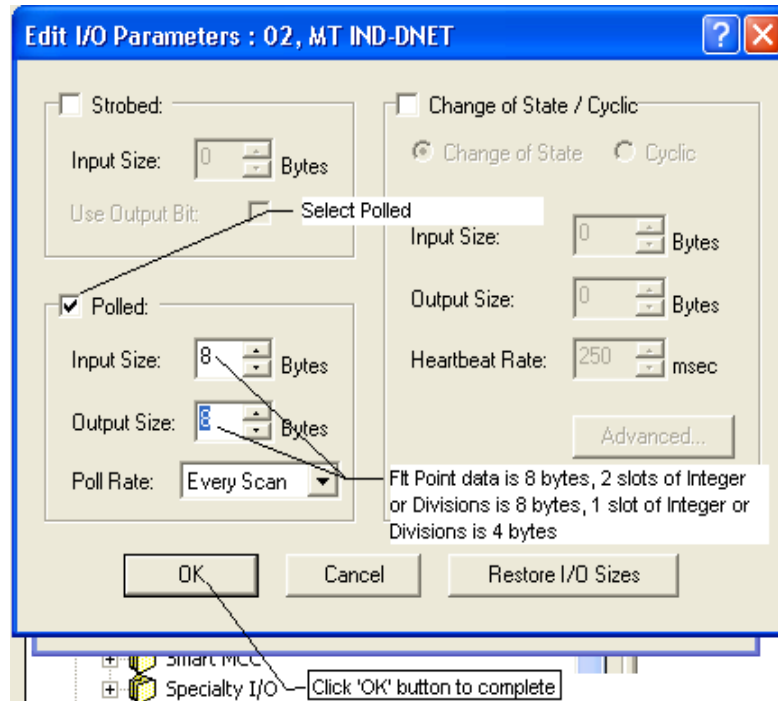 Edit I/O Parameters : 02, MT IND-DNET
Strobed:
Input Size: 0 Bytes
Use Output Bit:
Select Polled
Polled:
Input Size: 8 Bytes
Output Size: 8 Bytes
Poll Rate: Every Scan
Change of State / Cyclic
Change of State Cyclic
Input Size: 0 Bytes
Output Size: 0 Bytes
Heartbeat Rate: 250 msec
Advanced...
Flt Point data is 8 bytes, 2 slots of Integer
or Divisions is 8 bytes, 1 slot of Integer or
Divisions is 4 bytes
OK Cancel Restore I/O Sizes
Smart MCC
Specialty I/O
Click 'OK' button to complete